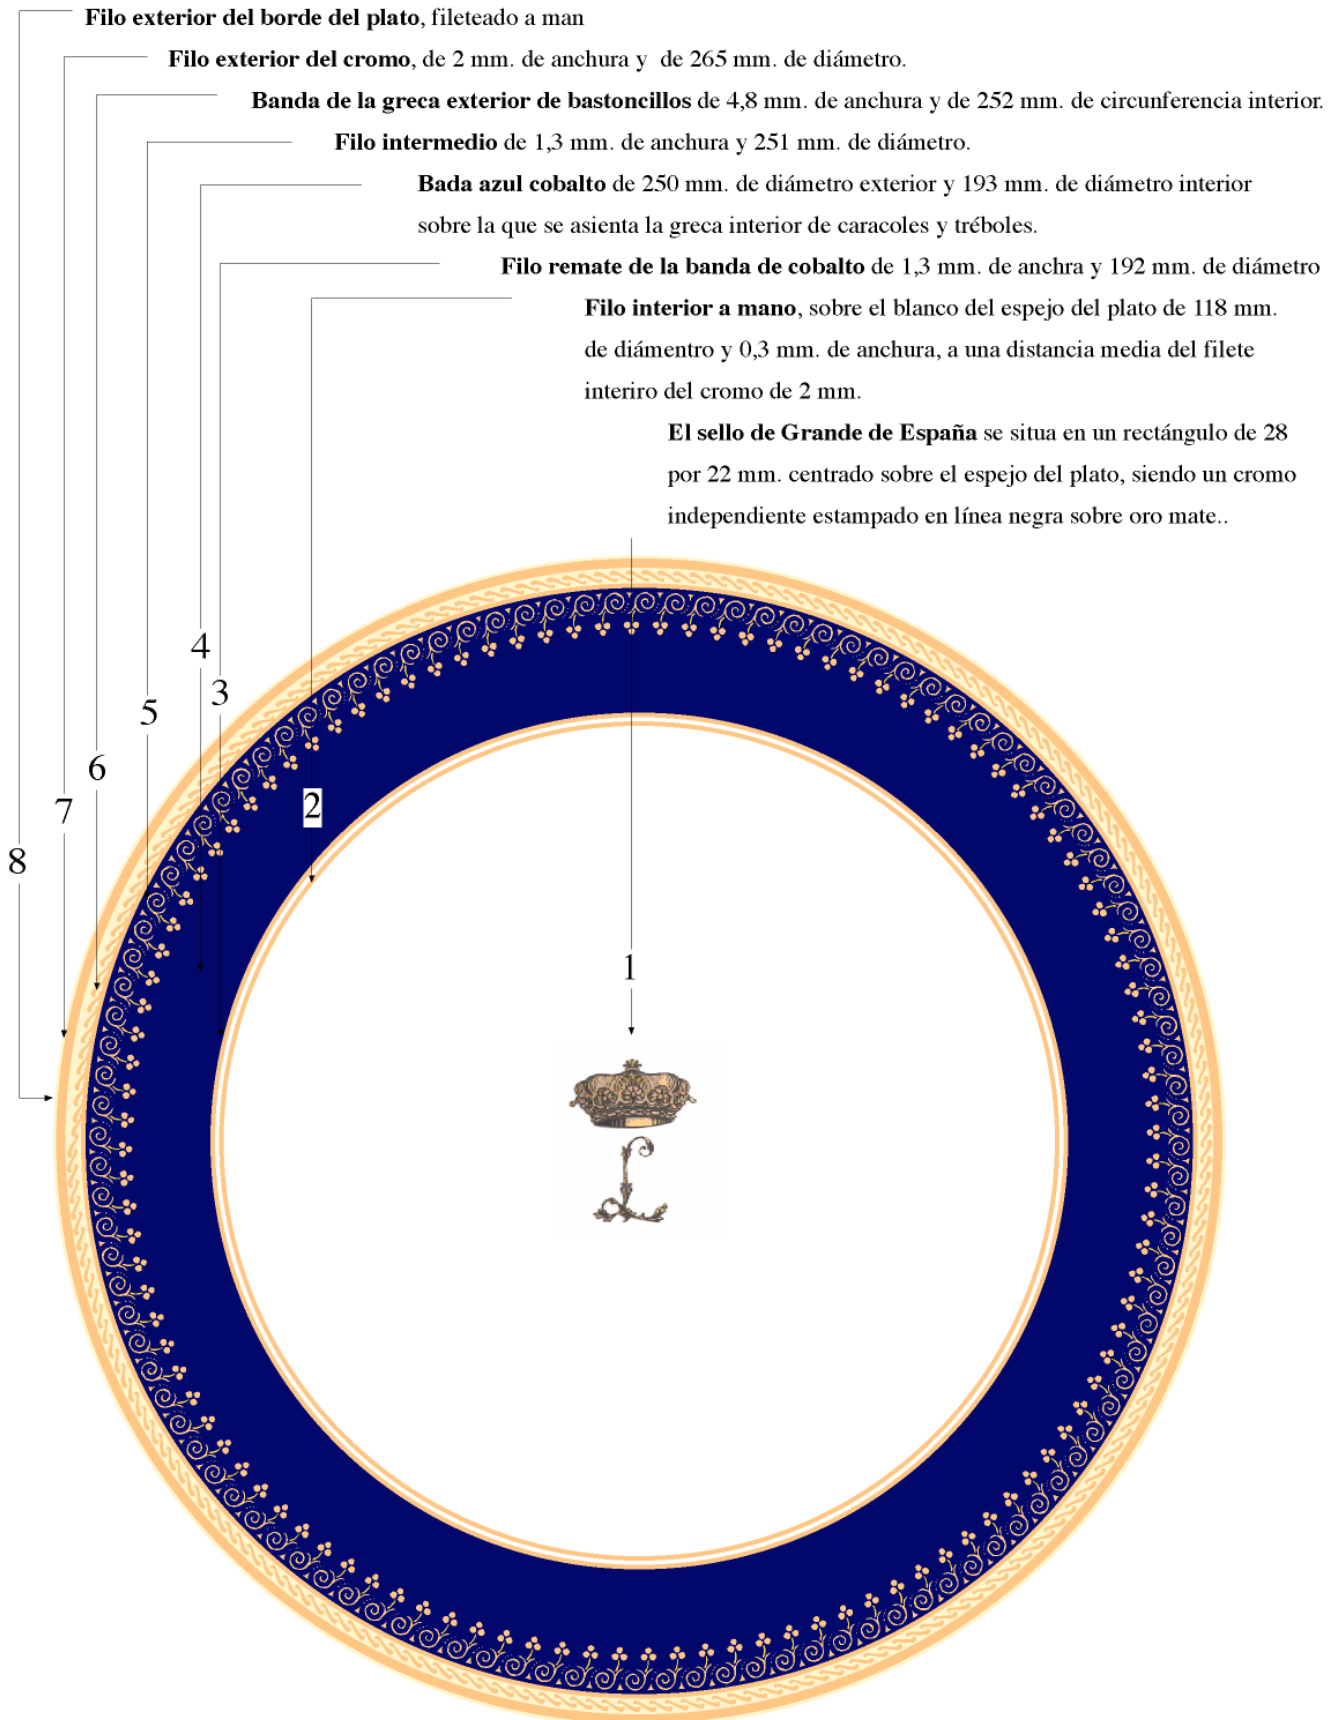 Filo exterior del borde del plato, fileteado a man
Filo exterior del cromo, de 2 mm. de anchura y de 265 mm. de diámetro.
Banda de la greca exterior de bastoncillos de 4,8 mm. de anchura y de 252 mm. de circunferencia interior.
Filo intermedio de 1,3 mm. de anchura y 251 mm. de diámetro.
Bada azul cobalto de 250 mm. de diámetro exterior y 193 mm. de diámetro interior
sobre la que se asienta la greca interior de caracoles y tréboles.
Filo remate de la banda de cobalto de 1,3 mm. de anchra y 192 mm. de diámetro
Filo interior a mano, sobre el blanco del espejo del plato de 118 mm.
de diámentro y 0,3 mm. de anchura, a una distancia media del filete
interiro del cromo de 2 mm.
El sello de Grande de España se situa en un rectángulo de 28
por 22 mm. centrado sobre el espejo del plato, siendo un cromo
independiente estampado en línea negra sobre oro mate..
4
3
5
6
2
7
8
1
L